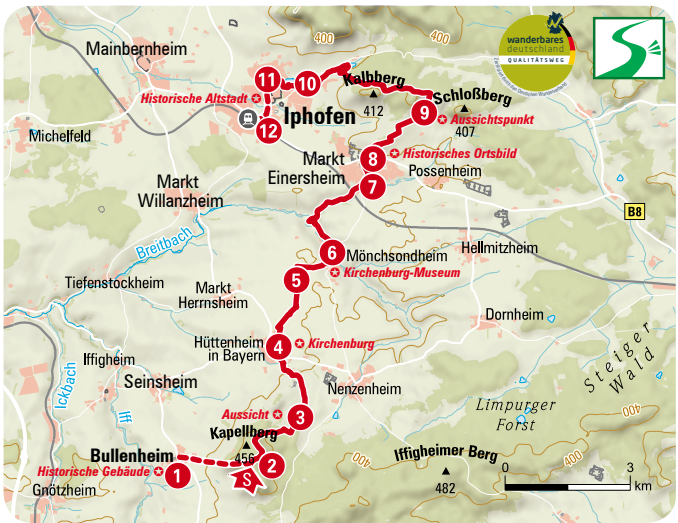 400
400
wanderbares
deutschland
QUALITÄTSWEG
Mainbernheim
11
10
Kalbberg
Schloßberg
Historische Altstadt
412
9
407
Iphofen
Aussichtspunkt
12
Michelfeld
Markt
Einersheim
8
Historisches Ortsbild
Possenheim
7
Markt
Willanzheim
B8
Breitbach
6
Mönchsondheim
Hellmitzheim
Kirchenburg-Museum
Tiefenstockheim
5
Markt
Herrnsheim
Dornheim
Hüttenheim
in Bayern
4
Kirchenburg
Steiger
Wald
Iffigheim
Ickbach
Seinsheim
Nenzenheim
Iff
Limpurger
Forst
400
Aussicht
3
Kapellberg
456
Bullenheim
Historische Gebäude
1
2
S
400
Iffigheimer Berg
482
400
Gnötzheim
0
3
km